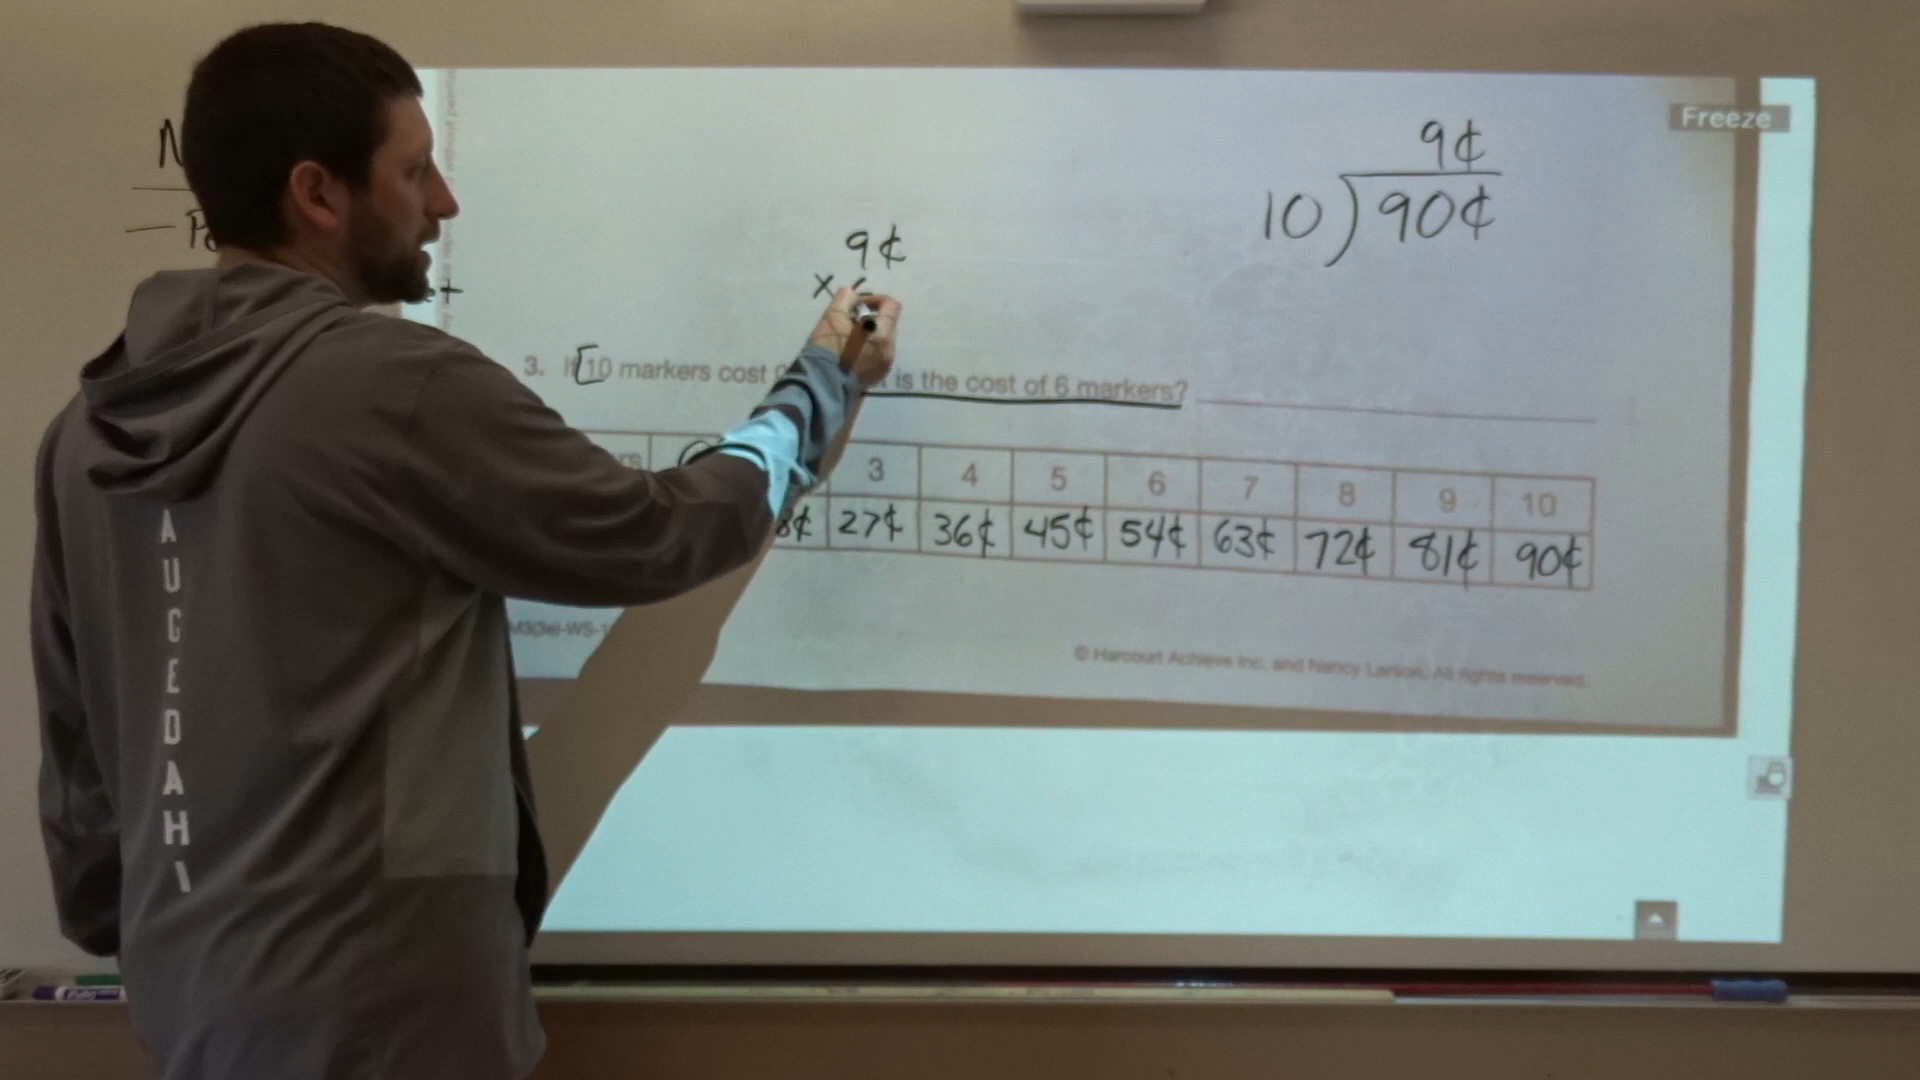 Freeze
9¢
10)90¢
9¢
x
3. If [10 markers cost is the cost of 6 markers?
3 4 5 6 7 8 9 10
8¢ 27¢ 36¢ 45¢ 54¢ 63¢ 72¢ 81¢ 90¢
© Harcourt Achieve Inc. and Nancy Larson. All rights reserved.
AUGEDAHI